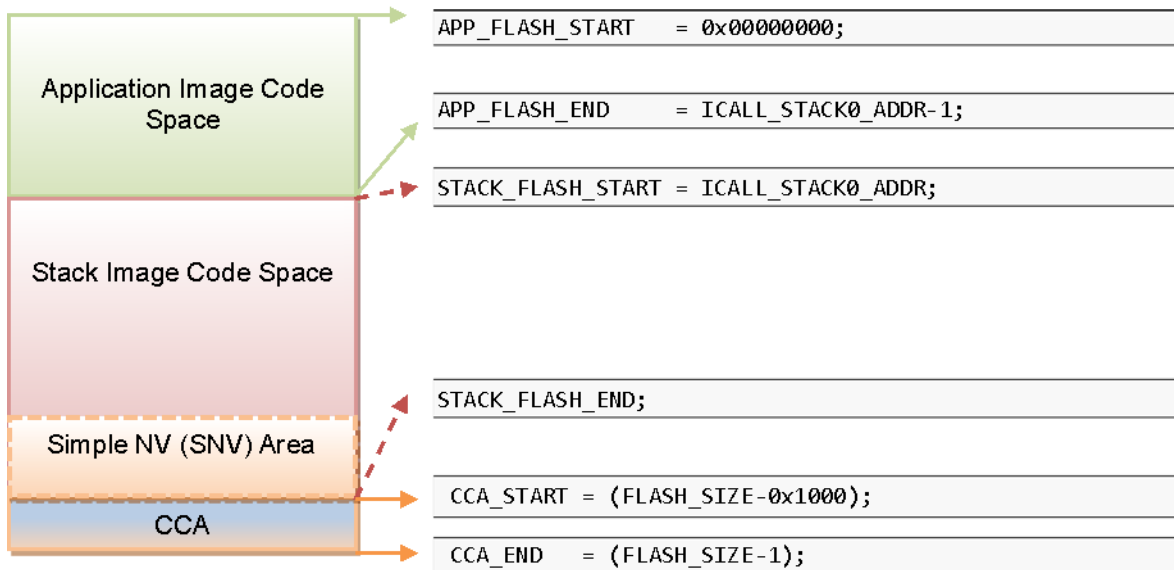 APP_FLASH_START = 0x00000000;
Application Image Code
Space
APP_FLASH_END = ICALL_STACK0_ADDR-1;
STACK_FLASH_START = ICALL_STACK0_ADDR;
Stack Image Code Space
STACK_FLASH_END;
Simple NV (SNV) Area
CCA_START = (FLASH_SIZE-0x1000);
CCA
CCA_END = (FLASH_SIZE-1);